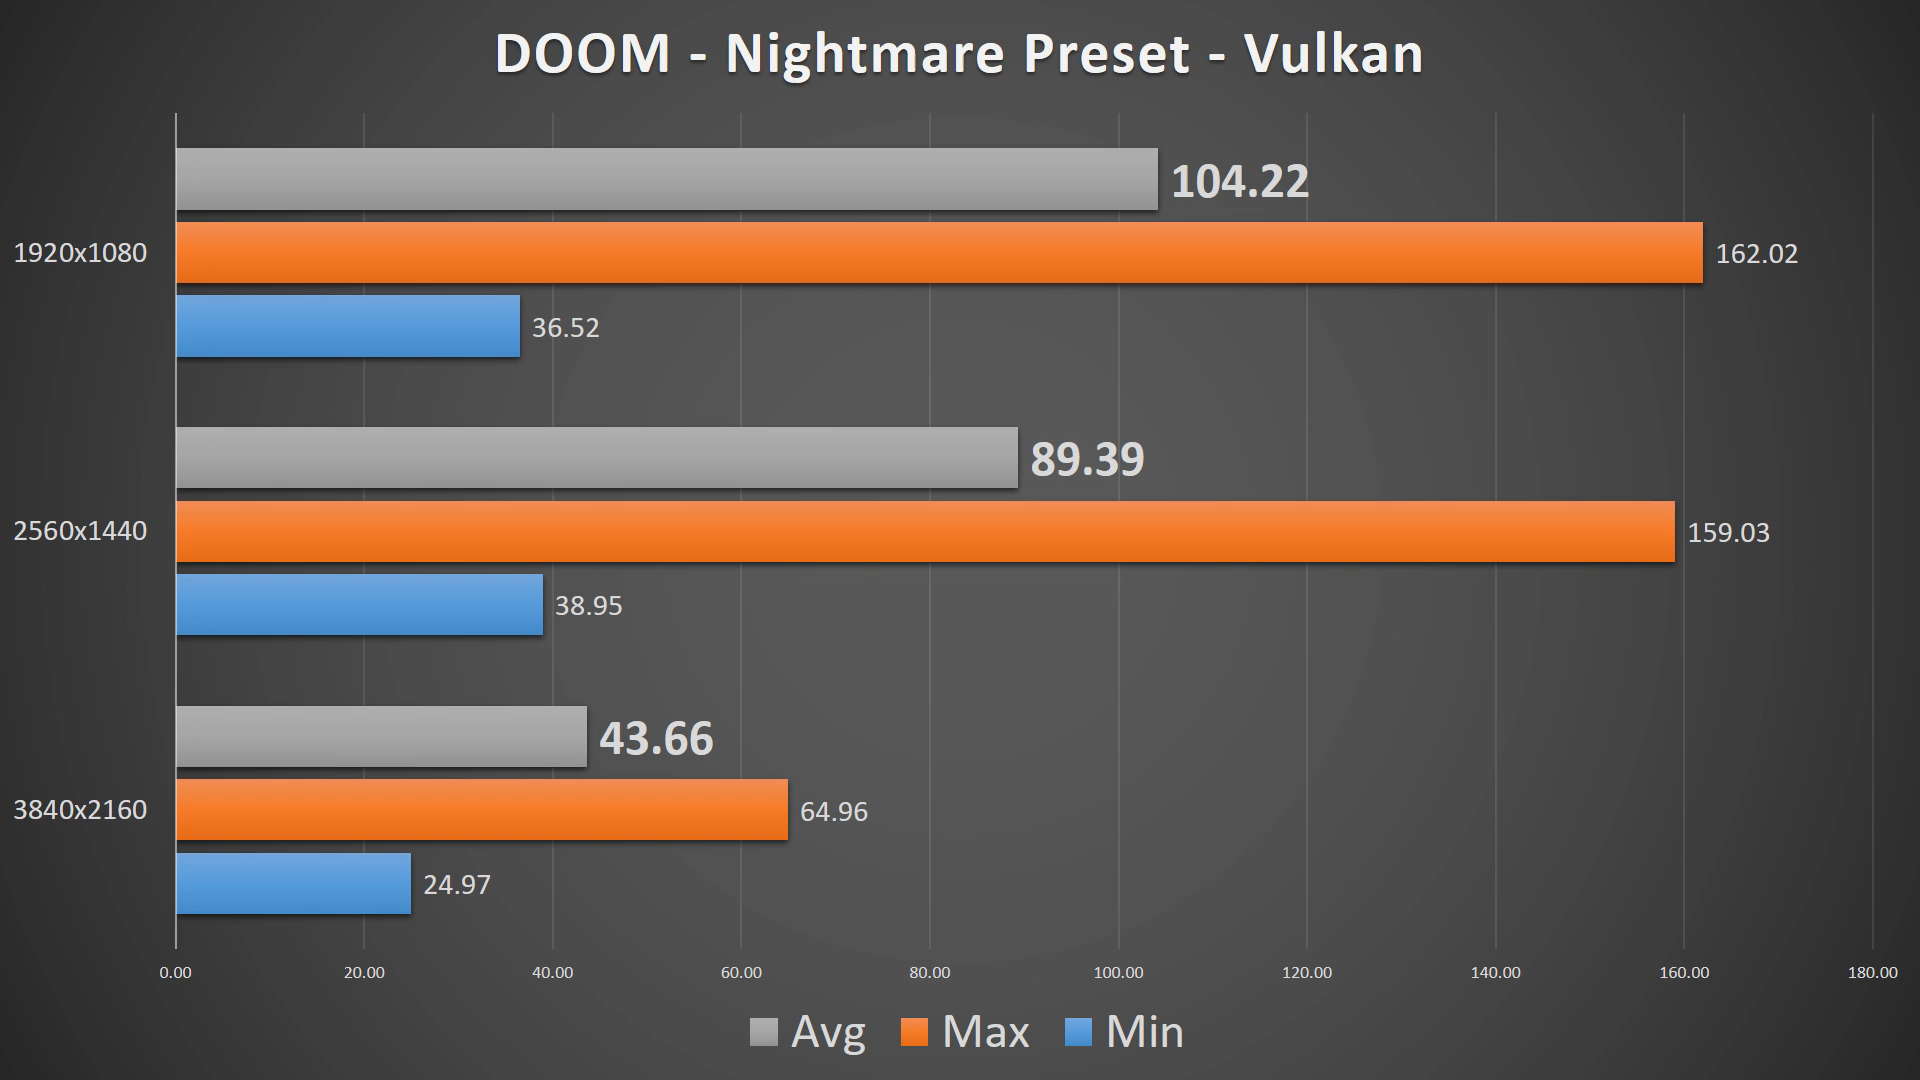 DOOM - Nightmare Preset - Vulkan
104.22
1920x1080
162.02
36.52
89.39
2560x1440
159.03
38.95
43.66
3840x2160
64.96
24.97
0.00 20.00 40.00 60.00 80.00 100.00 120.00 140.00 160.00 180.00
Avg Max Min